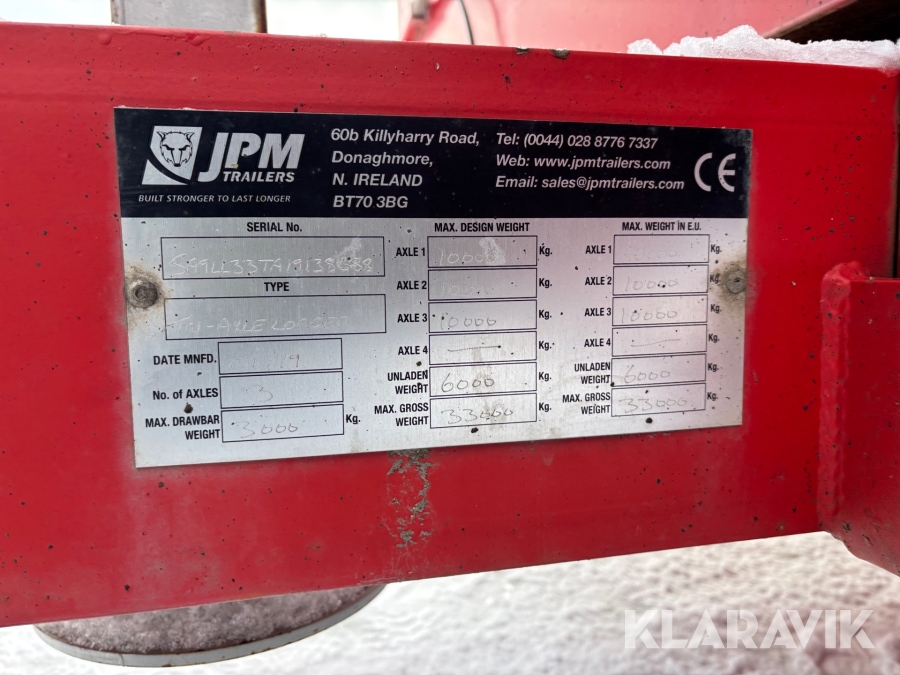 JPM
TRAILERS
BUILT STRONGER TO LAST LONGER
60b Killyharry Road,
Donaghmore,
N. IRELAND
BT70 3BG
Tel: (0044) 028 8776 7337
Web: www.jpmtrailers.com
Email: sales@jpmtrailers.com
CE
SERIAL No.
TYPE
TRI-AXLE
DATE MNFD.
No. of AXLES 3
MAX. DRAWBAR WEIGHT 3000 Kg.
MAX. DESIGN WEIGHT
AXLE 1 10000 Kg.
AXLE 2 10000 Kg.
AXLE 3 10000 Kg.
AXLE 4 — Kg.
UNLADEN WEIGHT 6000 Kg.
MAX. GROSS WEIGHT 33000 Kg.
MAX. WEIGHT IN E.U.
AXLE 1 Kg.
AXLE 2 10000 Kg.
AXLE 3 10000 Kg.
AXLE 4 — Kg.
UNLADEN WEIGHT 6000 Kg.
MAX. GROSS WEIGHT 33000 Kg.
KLARAVIK